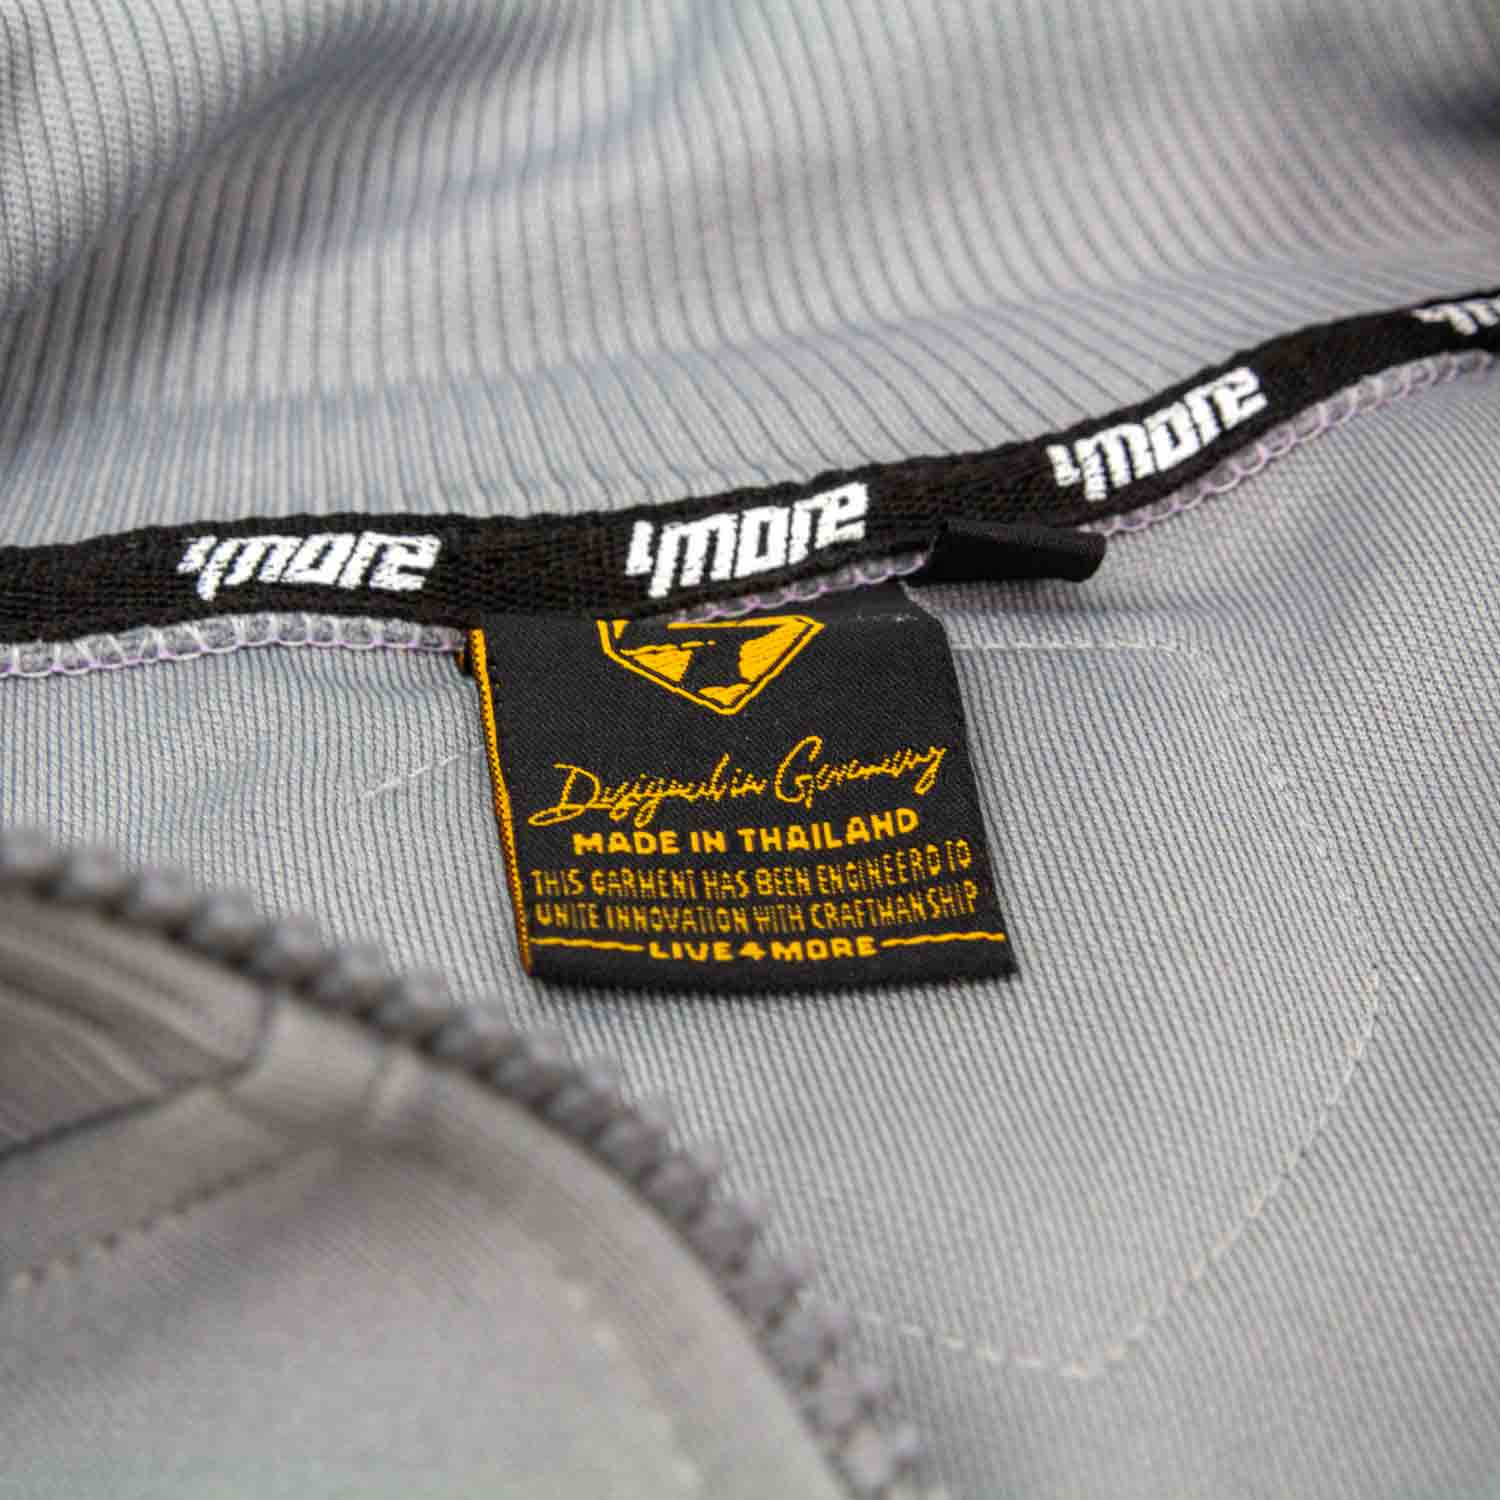 4more 4more 4more
Designed in Germany
MADE IN THAILAND
THIS GARMENT HAS BEEN ENGINEERD TO
UNITE INNOVATION WITH CRAFTMANSHIP
LIVE4MORE